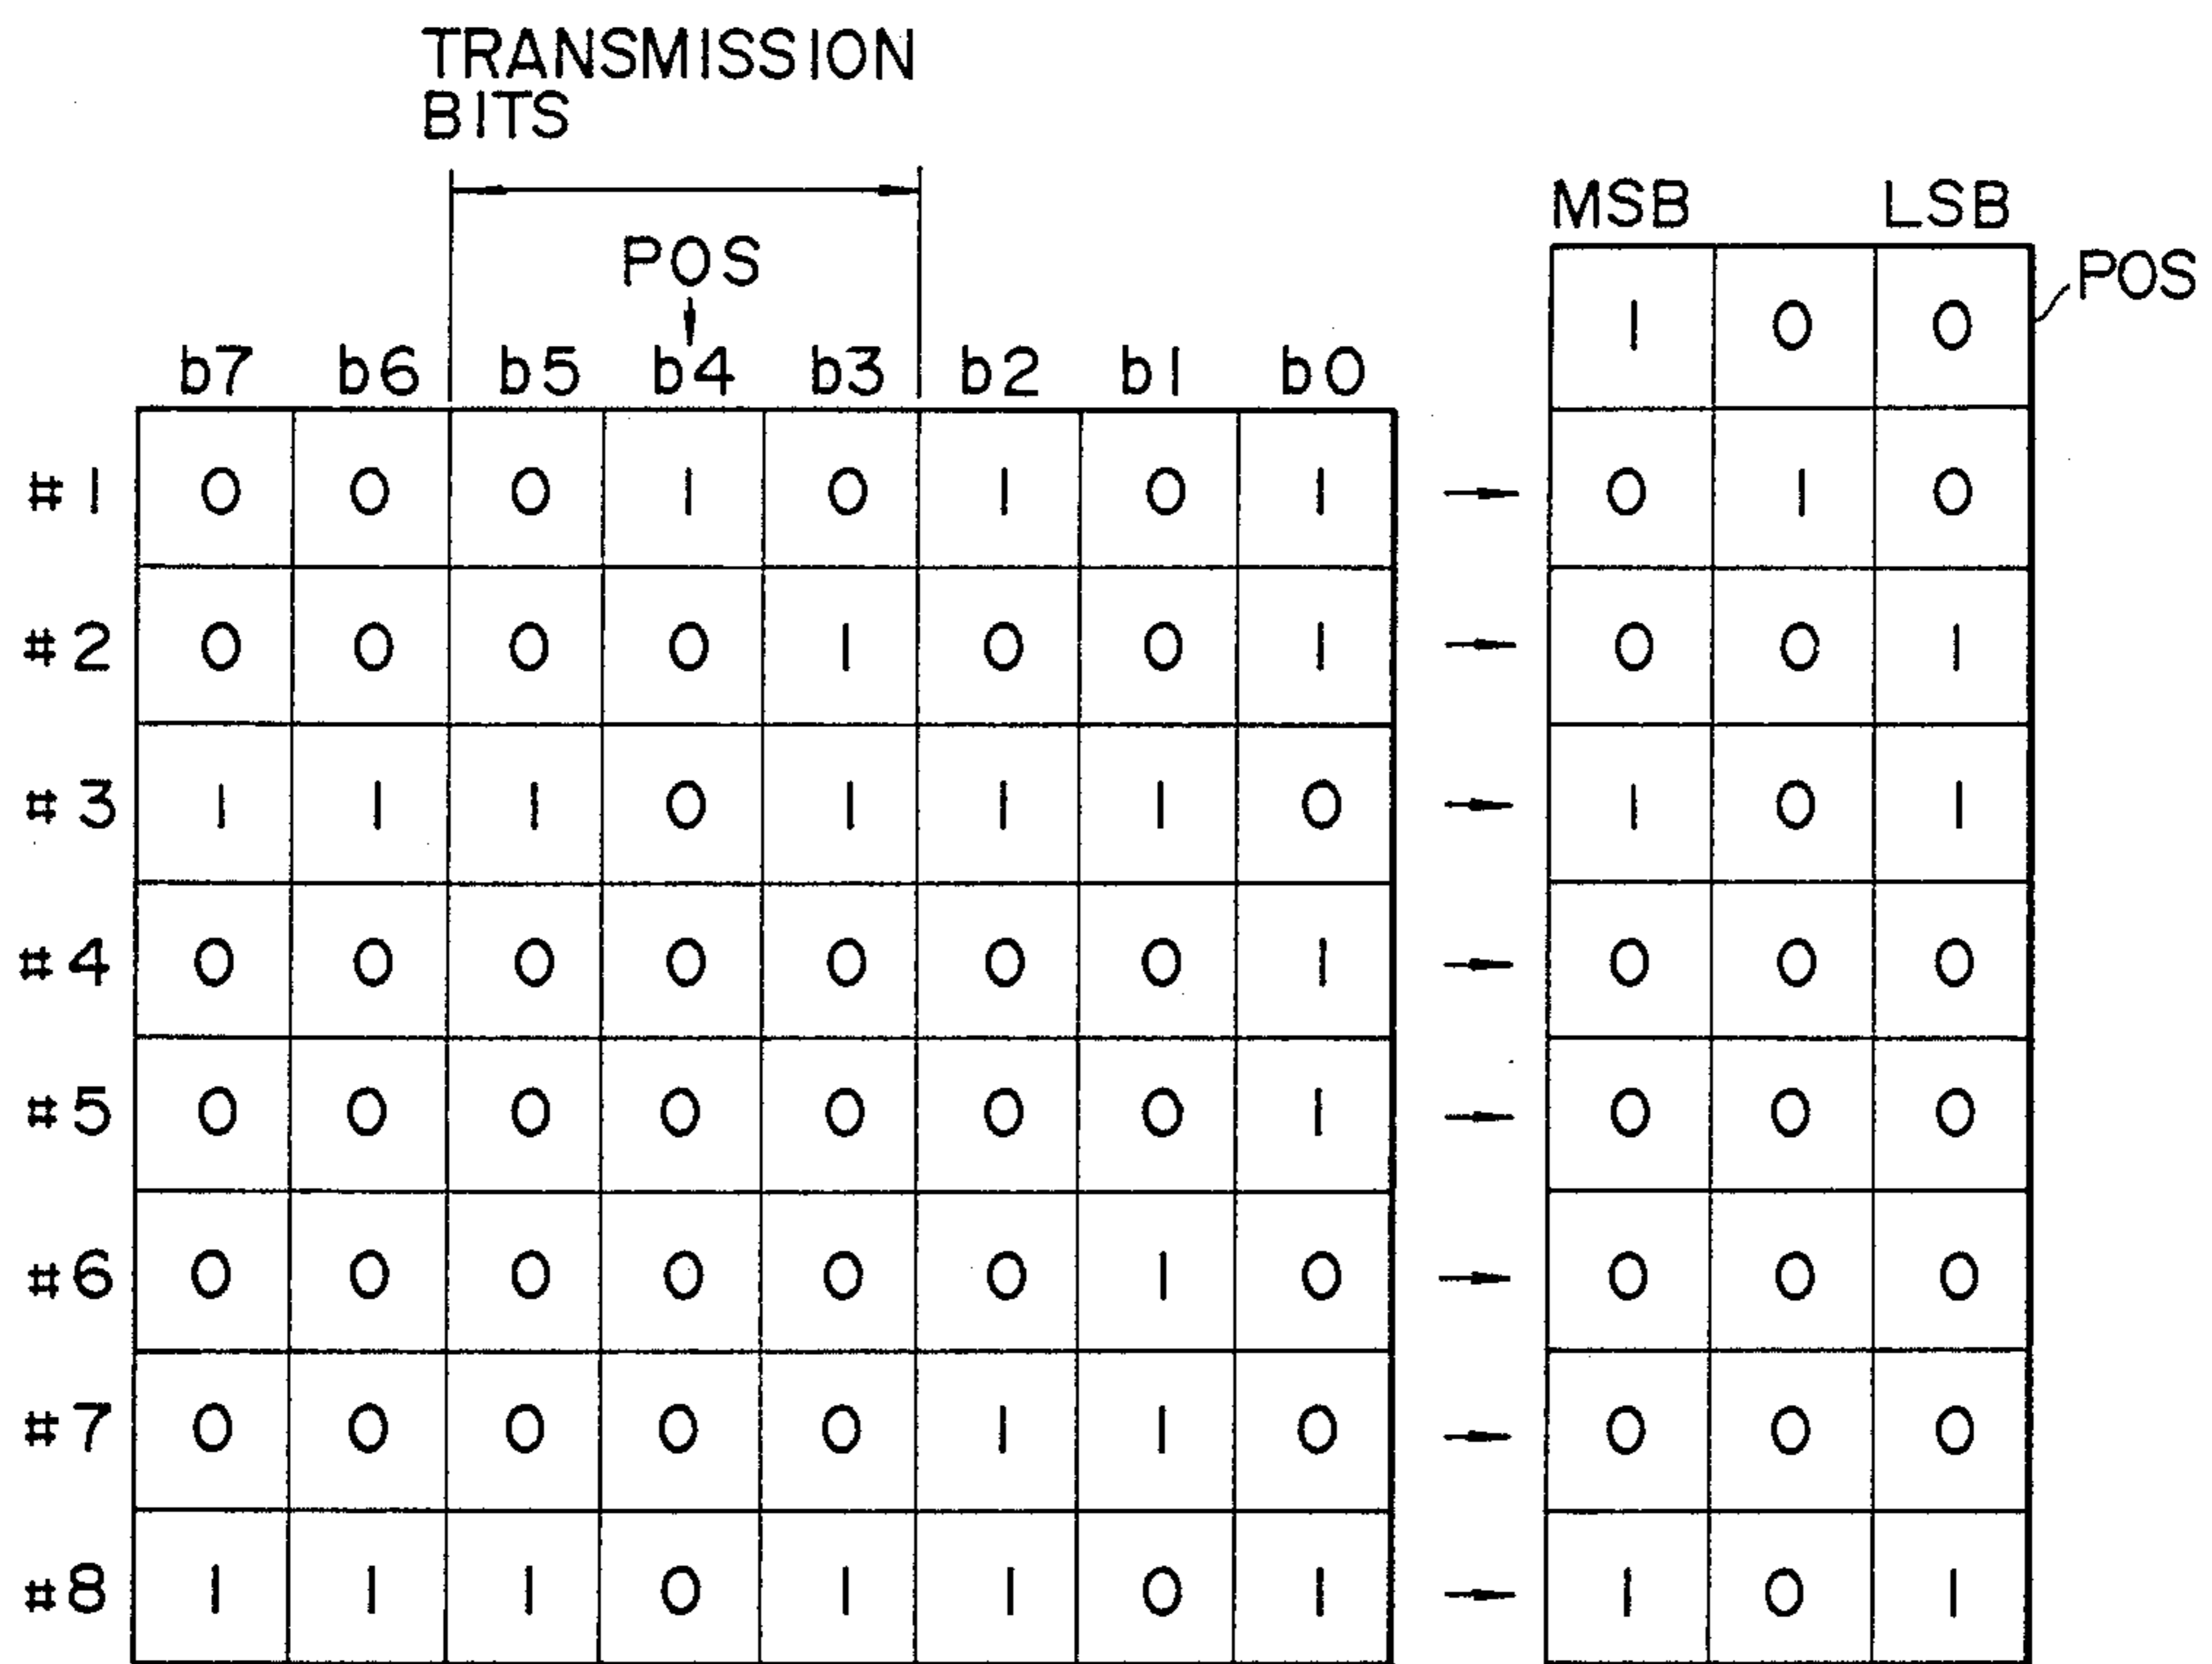 TRANSMISSION
BITS
POS
MSB LSB
1 0 0 POS
b7 b6 b5 b4 b3 b2 b1 b0
#1 0 0 0 1 0 1 0 1 → 0 1 0
#2 0 0 0 0 1 0 0 1 → 0 0 1
#3 1 1 1 0 1 1 1 0 → 1 0 1
#4 0 0 0 0 0 0 0 1 → 0 0 0
#5 0 0 0 0 0 0 0 1 → 0 0 0
#6 0 0 0 0 0 0 1 0 → 0 0 0
#7 0 0 0 0 0 1 1 0 → 0 0 0
#8 1 1 1 0 1 1 0 1 → 1 0 1